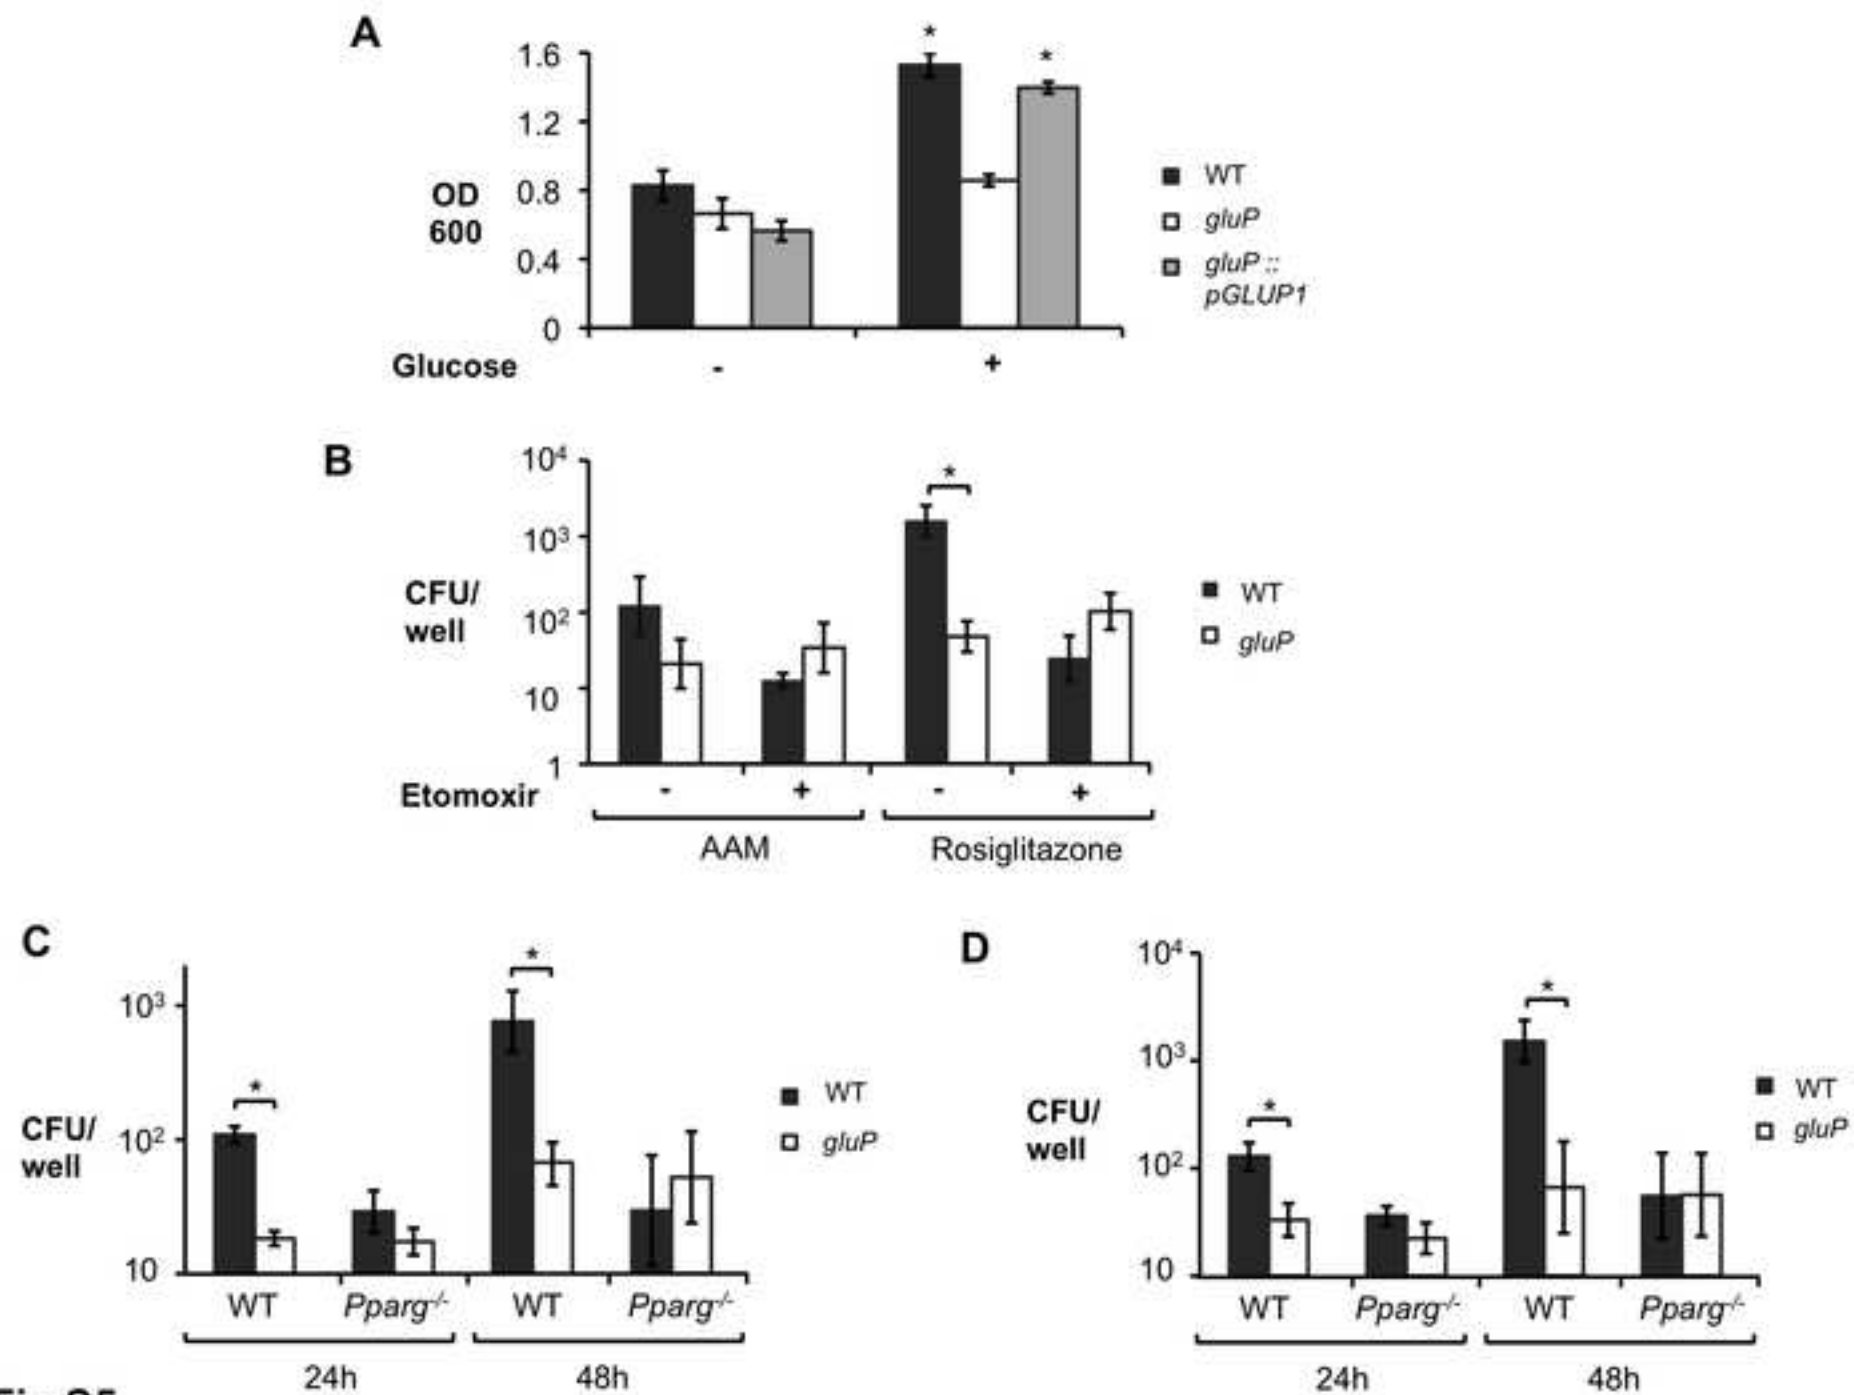 A
1.6
1.2
0.8
0.4
0
OD
600
*
*
WT
gluP
gluP ::
pGLUP1
Glucose - +
B
10⁴
10³
10²
10
1
CFU/
well
*
WT
gluP
Etomoxir - + - +
AAM Rosiglitazone
C
10³
10²
10
CFU/
well
*
*
WT
gluP
WT Pparg-/- WT Pparg-/-
24h 48h
D
10⁴
10³
10²
10
CFU/
well
*
*
WT
gluP
WT Pparg-/- WT Pparg-/-
24h 48h